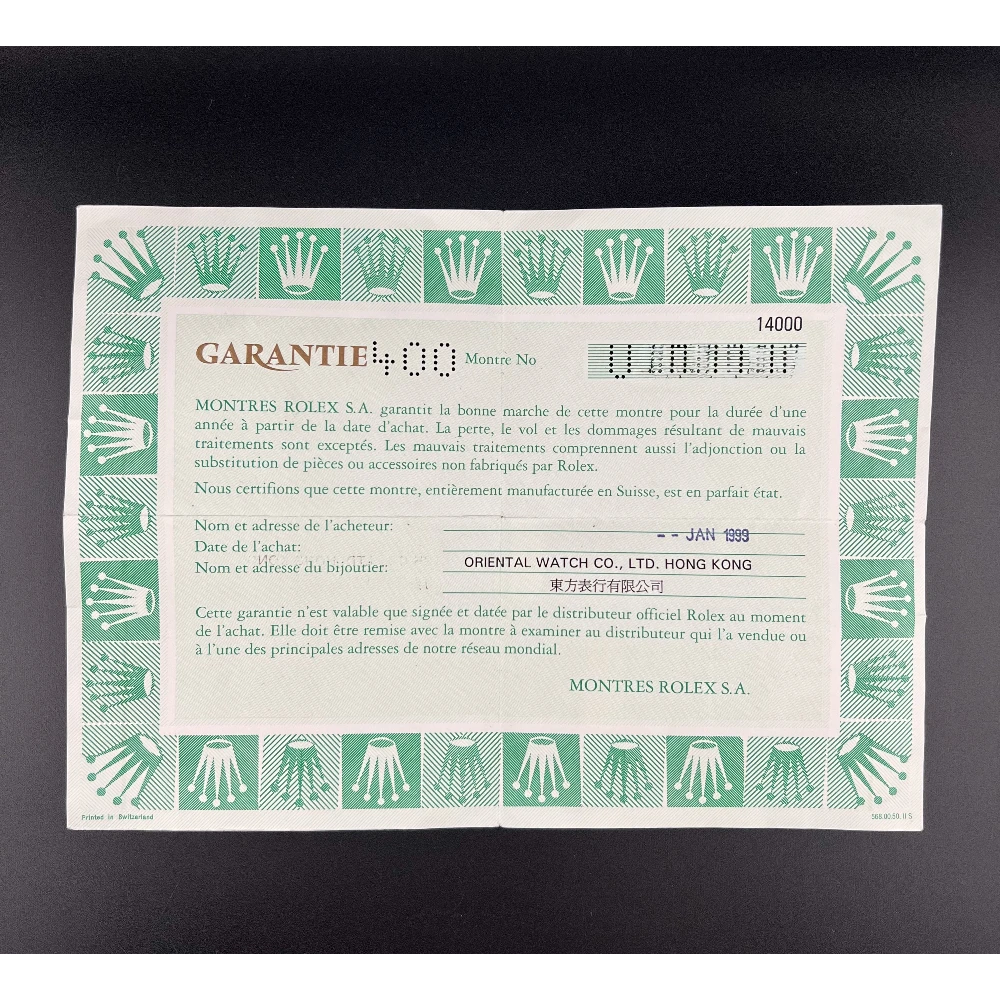 14000
GARANTIE 400 Montre No
MONTRES ROLEX S.A. garantit la bonne marche de cette montre pour la durée d'une
année à partir de la date d'achat. La perte, le vol et les dommages résultant de mauvais
traitements sont exceptés. Les mauvais traitements comprennent aussi l'adjonction ou la
substitution de pièces ou accessoires non fabriqués par Rolex.
Nous certifions que cette montre, entièrement manufacturée en Suisse, est en parfait état.
Nom et adresse de l'acheteur:
Date de l'achat: -- JAN 1999
Nom et adresse du bijoutier: ORIENTAL WATCH CO., LTD. HONG KONG
東方表行有限公司
Cette garantie n'est valable que signée et datée par le distributeur officiel Rolex au moment
de l'achat. Elle doit être remise avec la montre à examiner au distributeur qui l'a vendue ou
à l'une des principales adresses de notre réseau mondial.
MONTRES ROLEX S.A.
Printed in Switzerland
568.00.50. II S